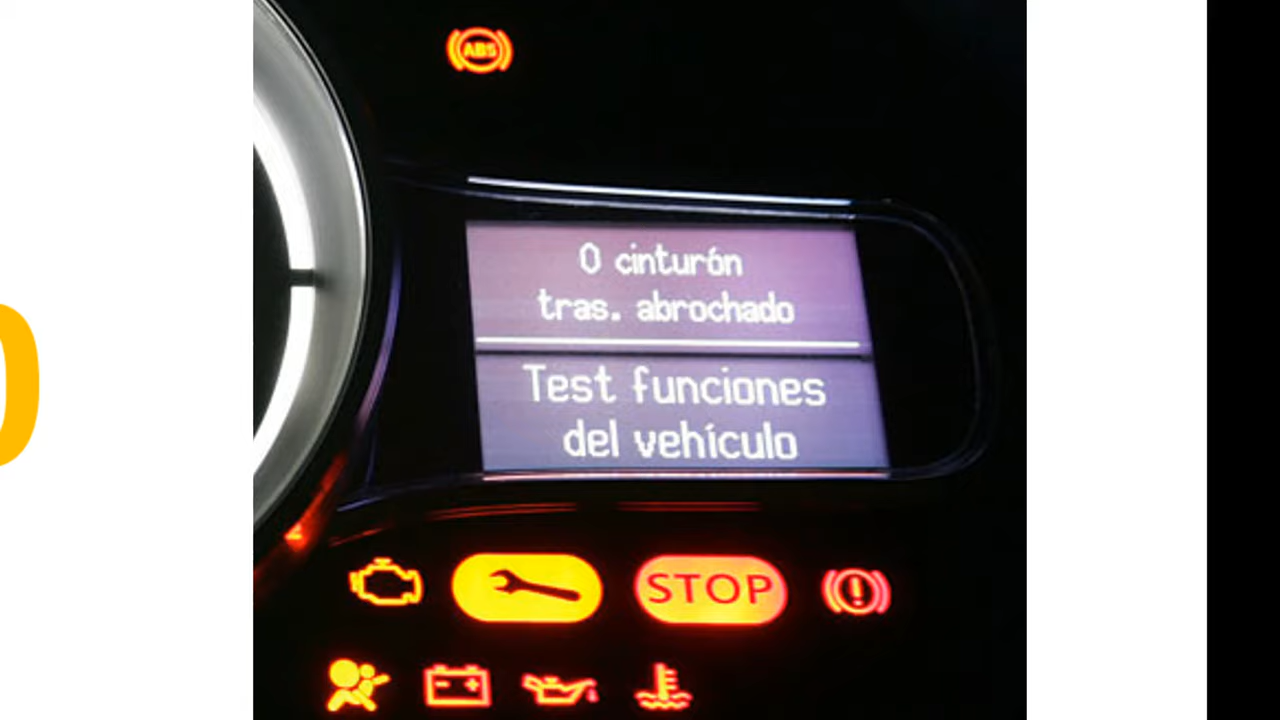 ABS
0 cinturón
tras. abrochado
Test funciones
del vehículo
STOP